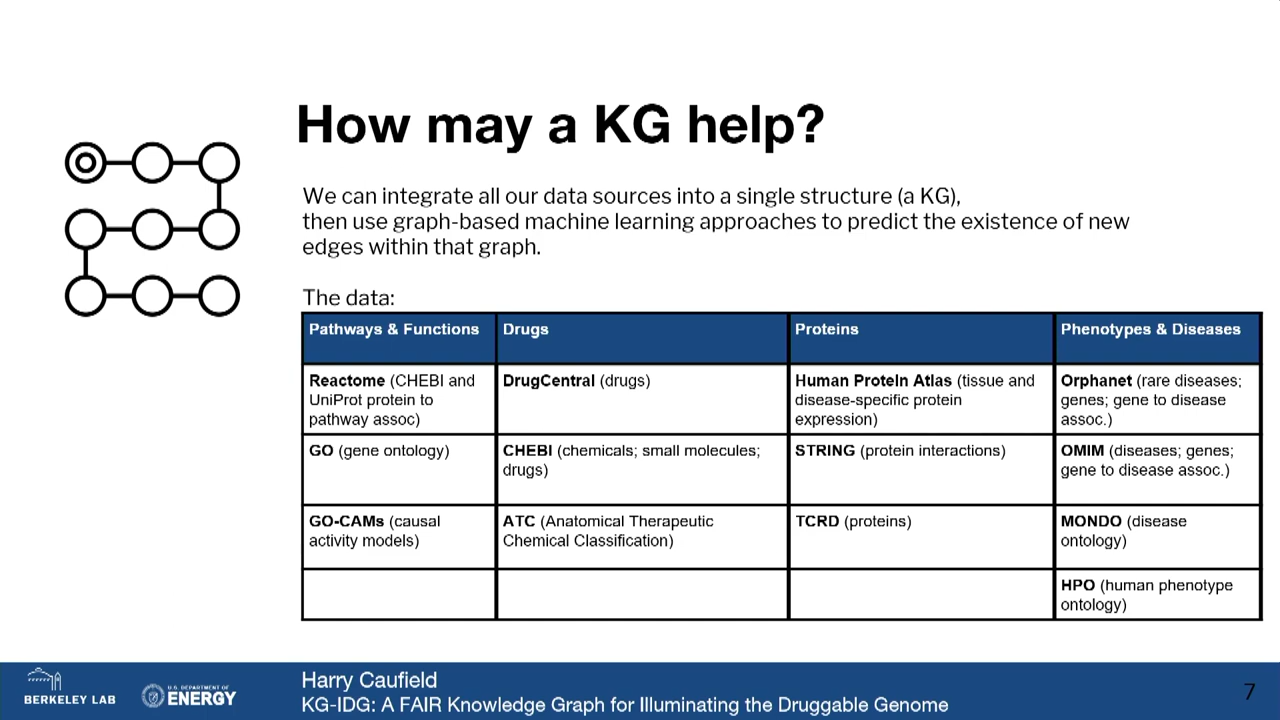 How may a KG help?
We can integrate all our data sources into a single structure (a KG),
then use graph-based machine learning approaches to predict the existence of new
edges within that graph.
The data:
Pathways & Functions
Drugs
Proteins
Phenotypes & Diseases
Reactome (CHEBI and
UniProt protein to
pathway assoc)
DrugCentral (drugs)
Human Protein Atlas (tissue and
disease-specific protein
expression)
Orphanet (rare diseases;
genes; gene to disease
assoc.)
GO (gene ontology)
CHEBI (chemicals; small molecules;
drugs)
STRING (protein interactions)
OMIM (diseases; genes;
gene to disease assoc.)
GO-CAMs (causal
activity models)
ATC (Anatomical Therapeutic
Chemical Classification)
TCRD (proteins)
MONDO (disease
ontology)
HPO (human phenotype
ontology)
BERKELEY LAB
U.S. DEPARTMENT OF
ENERGY
Harry Caufield
KG-IDG: A FAIR Knowledge Graph for Illuminating the Druggable Genome
7